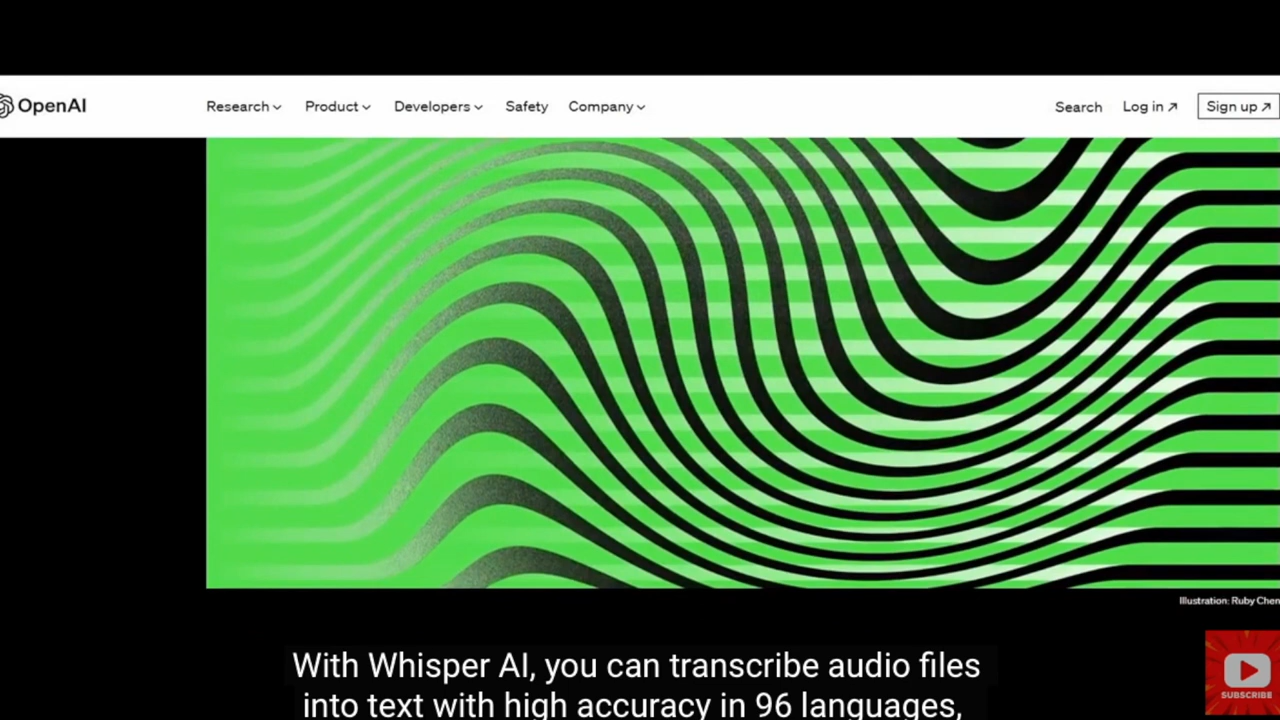 OpenAI Research Product Developers Safety Company Search Log in ↗ Sign up ↗
Illustration: Ruby Chen
With Whisper AI, you can transcribe audio files
into text with high accuracy in 96 languages,
SUBSCRIBE